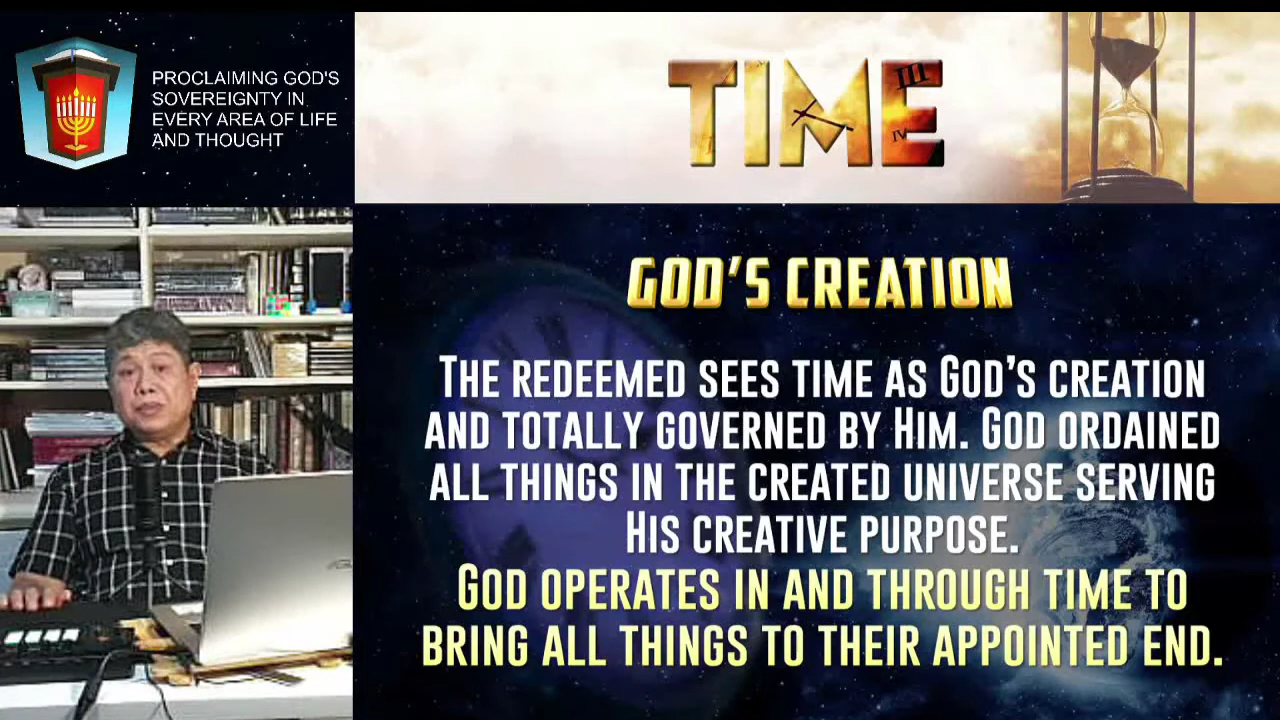 PROCLAIMING GOD'S
SOVEREIGNTY IN
EVERY AREA OF LIFE
AND THOUGHT
TIME
III
IV
GOD'S CREATION
THE REDEEMED SEES TIME AS GOD'S CREATION
AND TOTALLY GOVERNED BY HIM. GOD ORDAINED
ALL THINGS IN THE CREATED UNIVERSE SERVING
HIS CREATIVE PURPOSE.
GOD OPERATES IN AND THROUGH TIME TO
BRING ALL THINGS TO THEIR APPOINTED END.